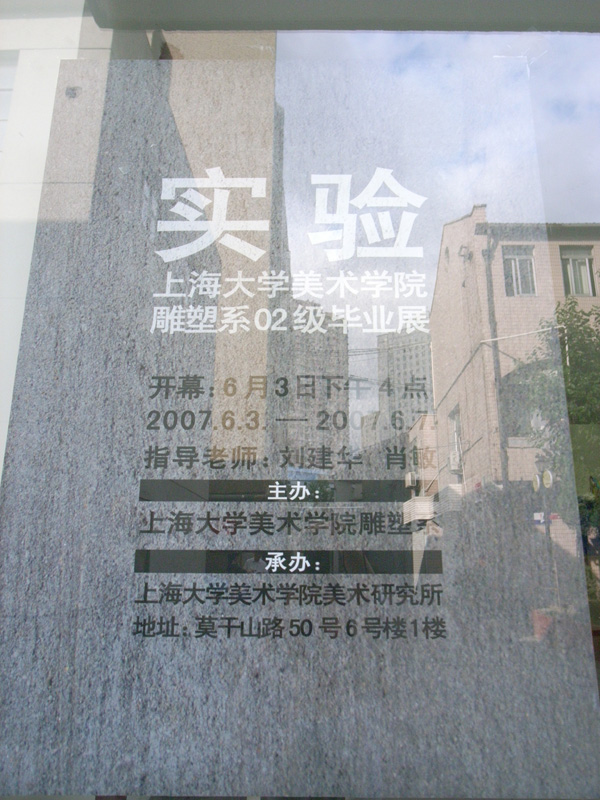 实验
上海大学美术学院
雕塑系02级毕业展
开幕:6月3日下午4点
2007.6.3. — 2007.6.7.
指导老师:刘建华 肖敏
主办:
上海大学美术学院雕塑系
承办:
上海大学美术学院美术研究所
地址:莫干山路50号6号楼1楼